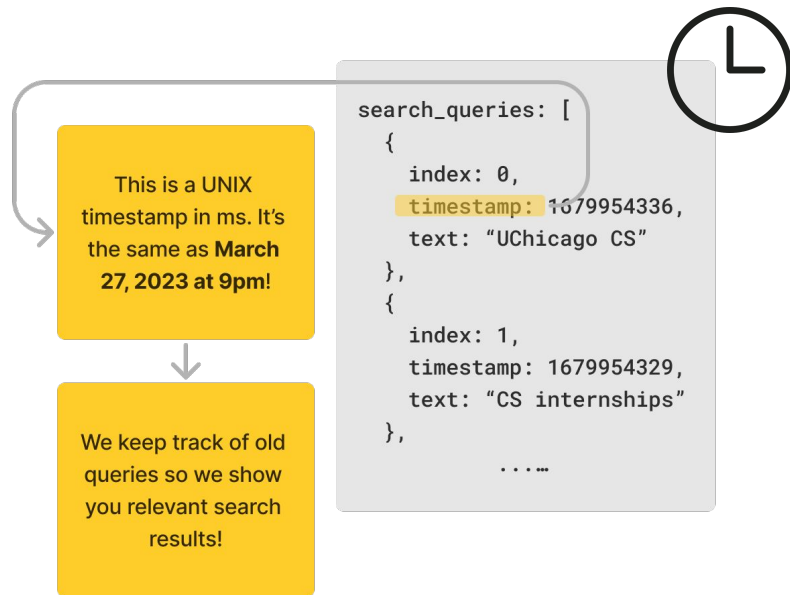 This is a UNIX
timestamp in ms. It’s
the same as March
27, 2023 at 9pm!
We keep track of old
queries so we show
you relevant search
results!
search_queries: [
{
index: 0,
timestamp: 1679954336,
text: “UChicago CS”
},
{
index: 1,
timestamp: 1679954329,
text: “CS internships”
},
...…